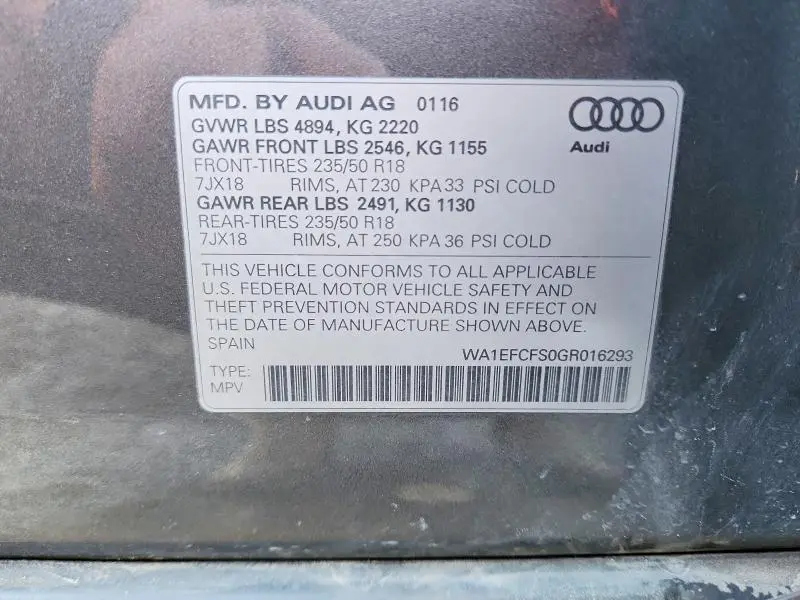 MFD. BY AUDI AG 0116
GVWR LBS 4894, KG 2220
GAWR FRONT LBS 2546, KG 1155
FRONT-TIRES 235/50 R18
7JX18 RIMS, AT 230 KPA 33 PSI COLD
GAWR REAR LBS 2491, KG 1130
REAR-TIRES 235/50 R18
7JX18 RIMS, AT 250 KPA 36 PSI COLD
Audi
THIS VEHICLE CONFORMS TO ALL APPLICABLE
U.S. FEDERAL MOTOR VEHICLE SAFETY AND
THEFT PREVENTION STANDARDS IN EFFECT ON
THE DATE OF MANUFACTURE SHOWN ABOVE.
SPAIN
WA1EFCFS0GR016293
TYPE:
MPV